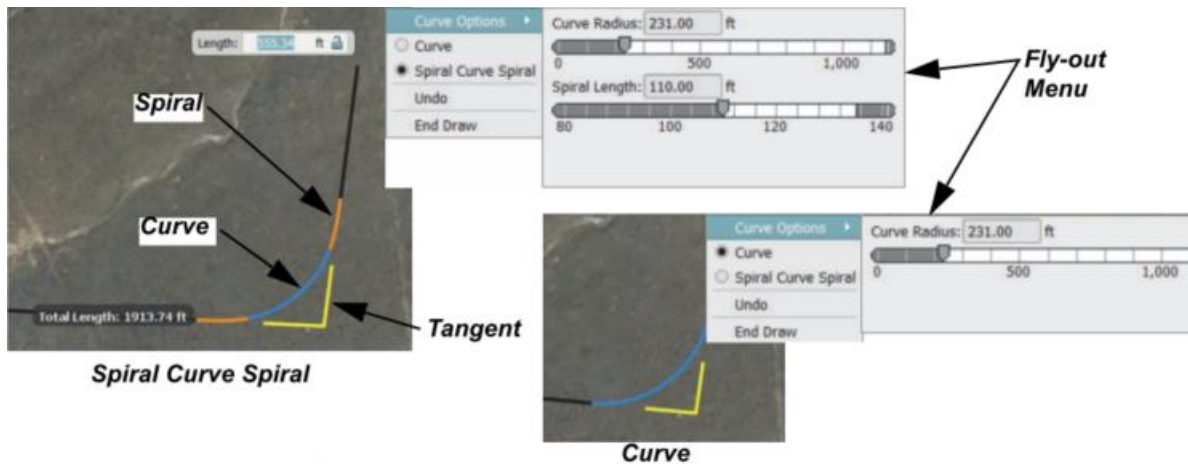 Length: 655.54 ft
Spiral
Curve
Total Length: 1913.74 ft
Tangent
Spiral Curve Spiral
Curve Options
Curve
Spiral Curve Spiral
Undo
End Draw
Curve Radius: 231.00 ft
0 500 1,000
Spiral Length: 110.00 ft
80 100 120 140
Fly-out
Menu
Curve Options
Curve
Spiral Curve Spiral
Undo
End Draw
Curve Radius: 231.00 ft
0 500 1,000
Curve